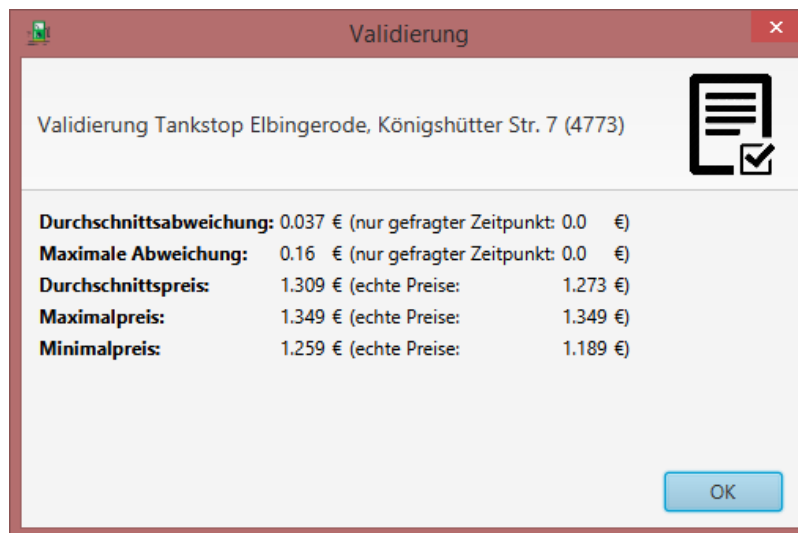 Validierung
Validierung Tankstop Elbingerode, Königshütter Str. 7 (4773)
Durchschnittsabweichung: 0.037 € (nur gefragter Zeitpunkt: 0.0 €)
Maximale Abweichung: 0.16 € (nur gefragter Zeitpunkt: 0.0 €)
Durchschnittspreis: 1.309 € (echte Preise: 1.273 €)
Maximalpreis: 1.349 € (echte Preise: 1.349 €)
Minimalpreis: 1.259 € (echte Preise: 1.189 €)
OK